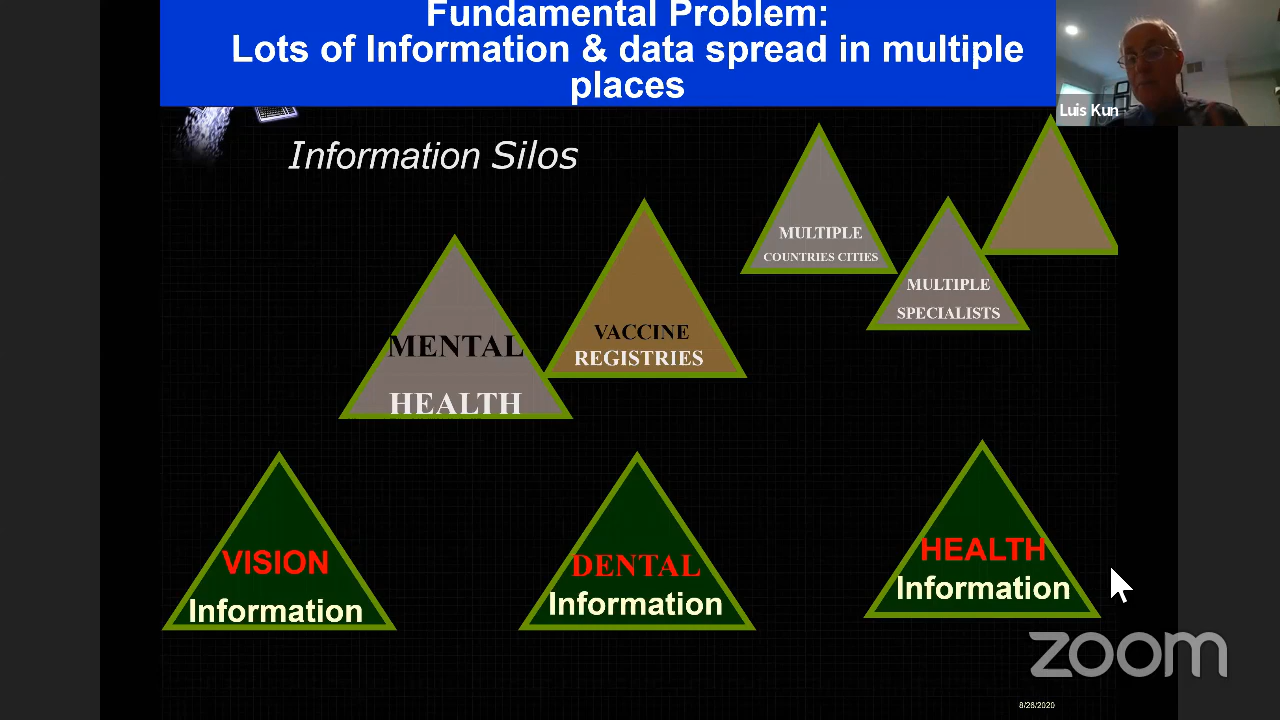 Fundamental Problem:
Lots of Information & data spread in multiple
places
Luis Kun
Information Silos
MULTIPLE
COUNTRIES CITIES
MULTIPLE
SPECIALISTS
VACCINE
REGISTRIES
MENTAL
HEALTH
VISION
Information
DENTAL
Information
HEALTH
Information
zoom
8/26/2020